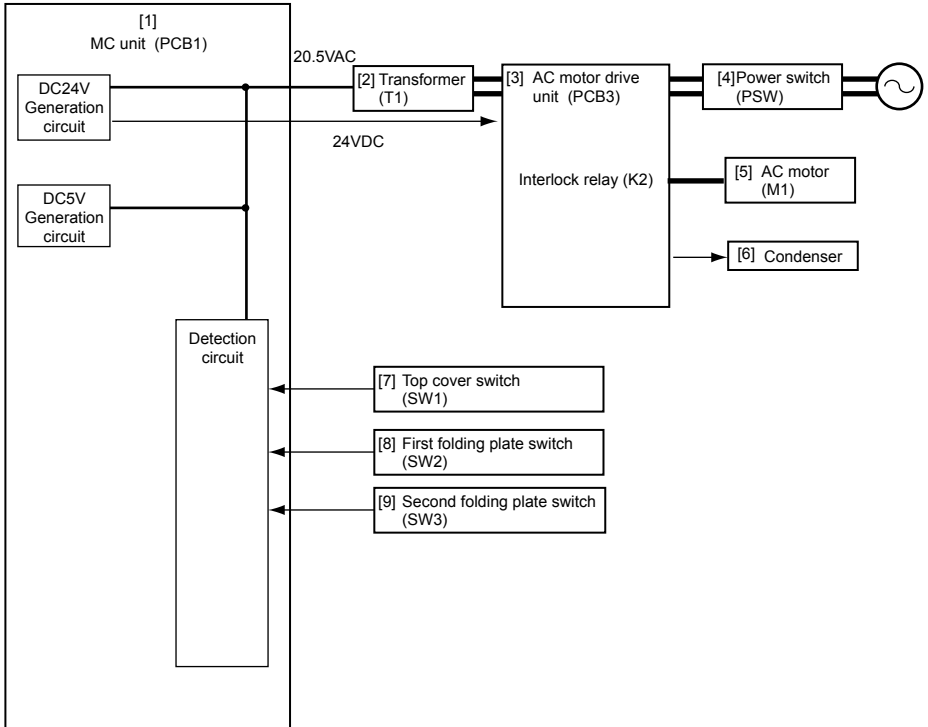 [1]
MC unit (PCB1)
DC24V
Generation
circuit
20.5VAC
[2] Transformer
(T1)
[3] AC motor drive
unit (PCB3)
[4]Power switch
(PSW)
24VDC
DC5V
Generation
circuit
Interlock relay (K2)
[5] AC motor
(M1)
[6] Condenser
Detection
circuit
[7] Top cover switch
(SW1)
[8] First folding plate switch
(SW2)
[9] Second folding plate switch
(SW3)